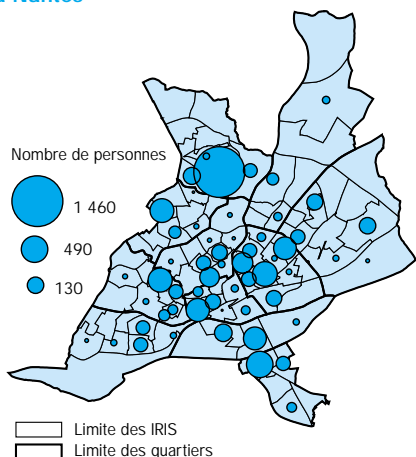 Nantes
Nombre de personnes
1 460
490
130
Limite des IRIS
Limite des quartiers